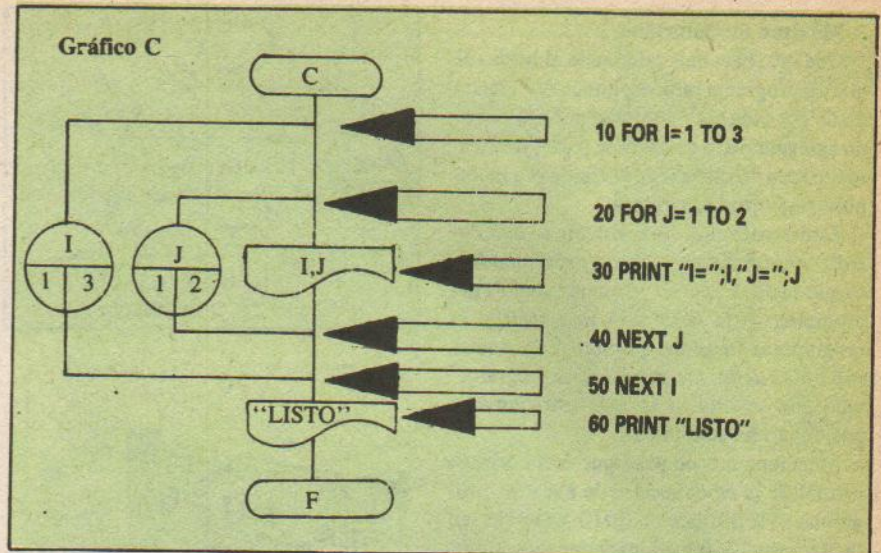 Gráfico C
C
10 FOR I=1 TO 3
20 FOR J=1 TO 2
I
1 3
J
1 2
I,J
30 PRINT "I=";I,"J=";J
40 NEXT J
50 NEXT I
"LISTO"
60 PRINT "LISTO"
F